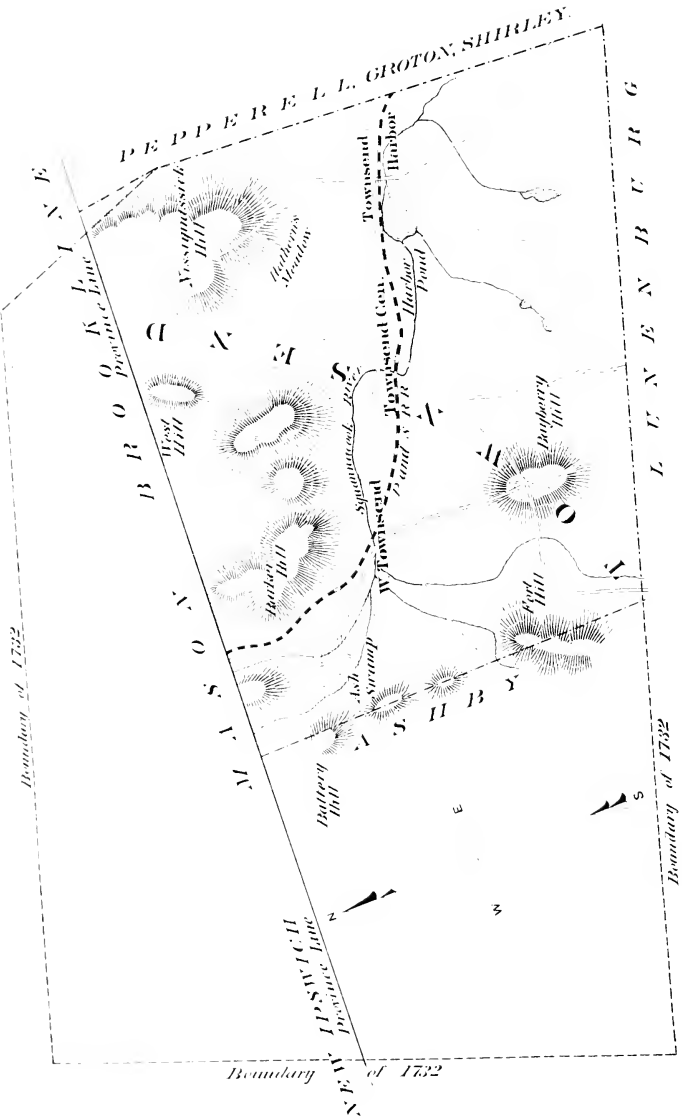 PEPPERELL, GROTON, SHIRLEY.
LUNENBURG
BROOKLINE
Province Line
Nissequassick
Hill
Hatherns
Meadow
Townsend
Harbor
Harbor
Pond
Townsend Cen.
Squannacook River
P. and S. R.R.
West
Hill
Bayberry
Hill
W. Townsend
Barker
Hill
Fort
Hill
MASON
Ash
Swamp
ASHBY
Battery
Hill
Boundary of 1732
Boundary of 1732
N
E
S
W
NEW IPSWICH
Province Line
Boundary of 1732